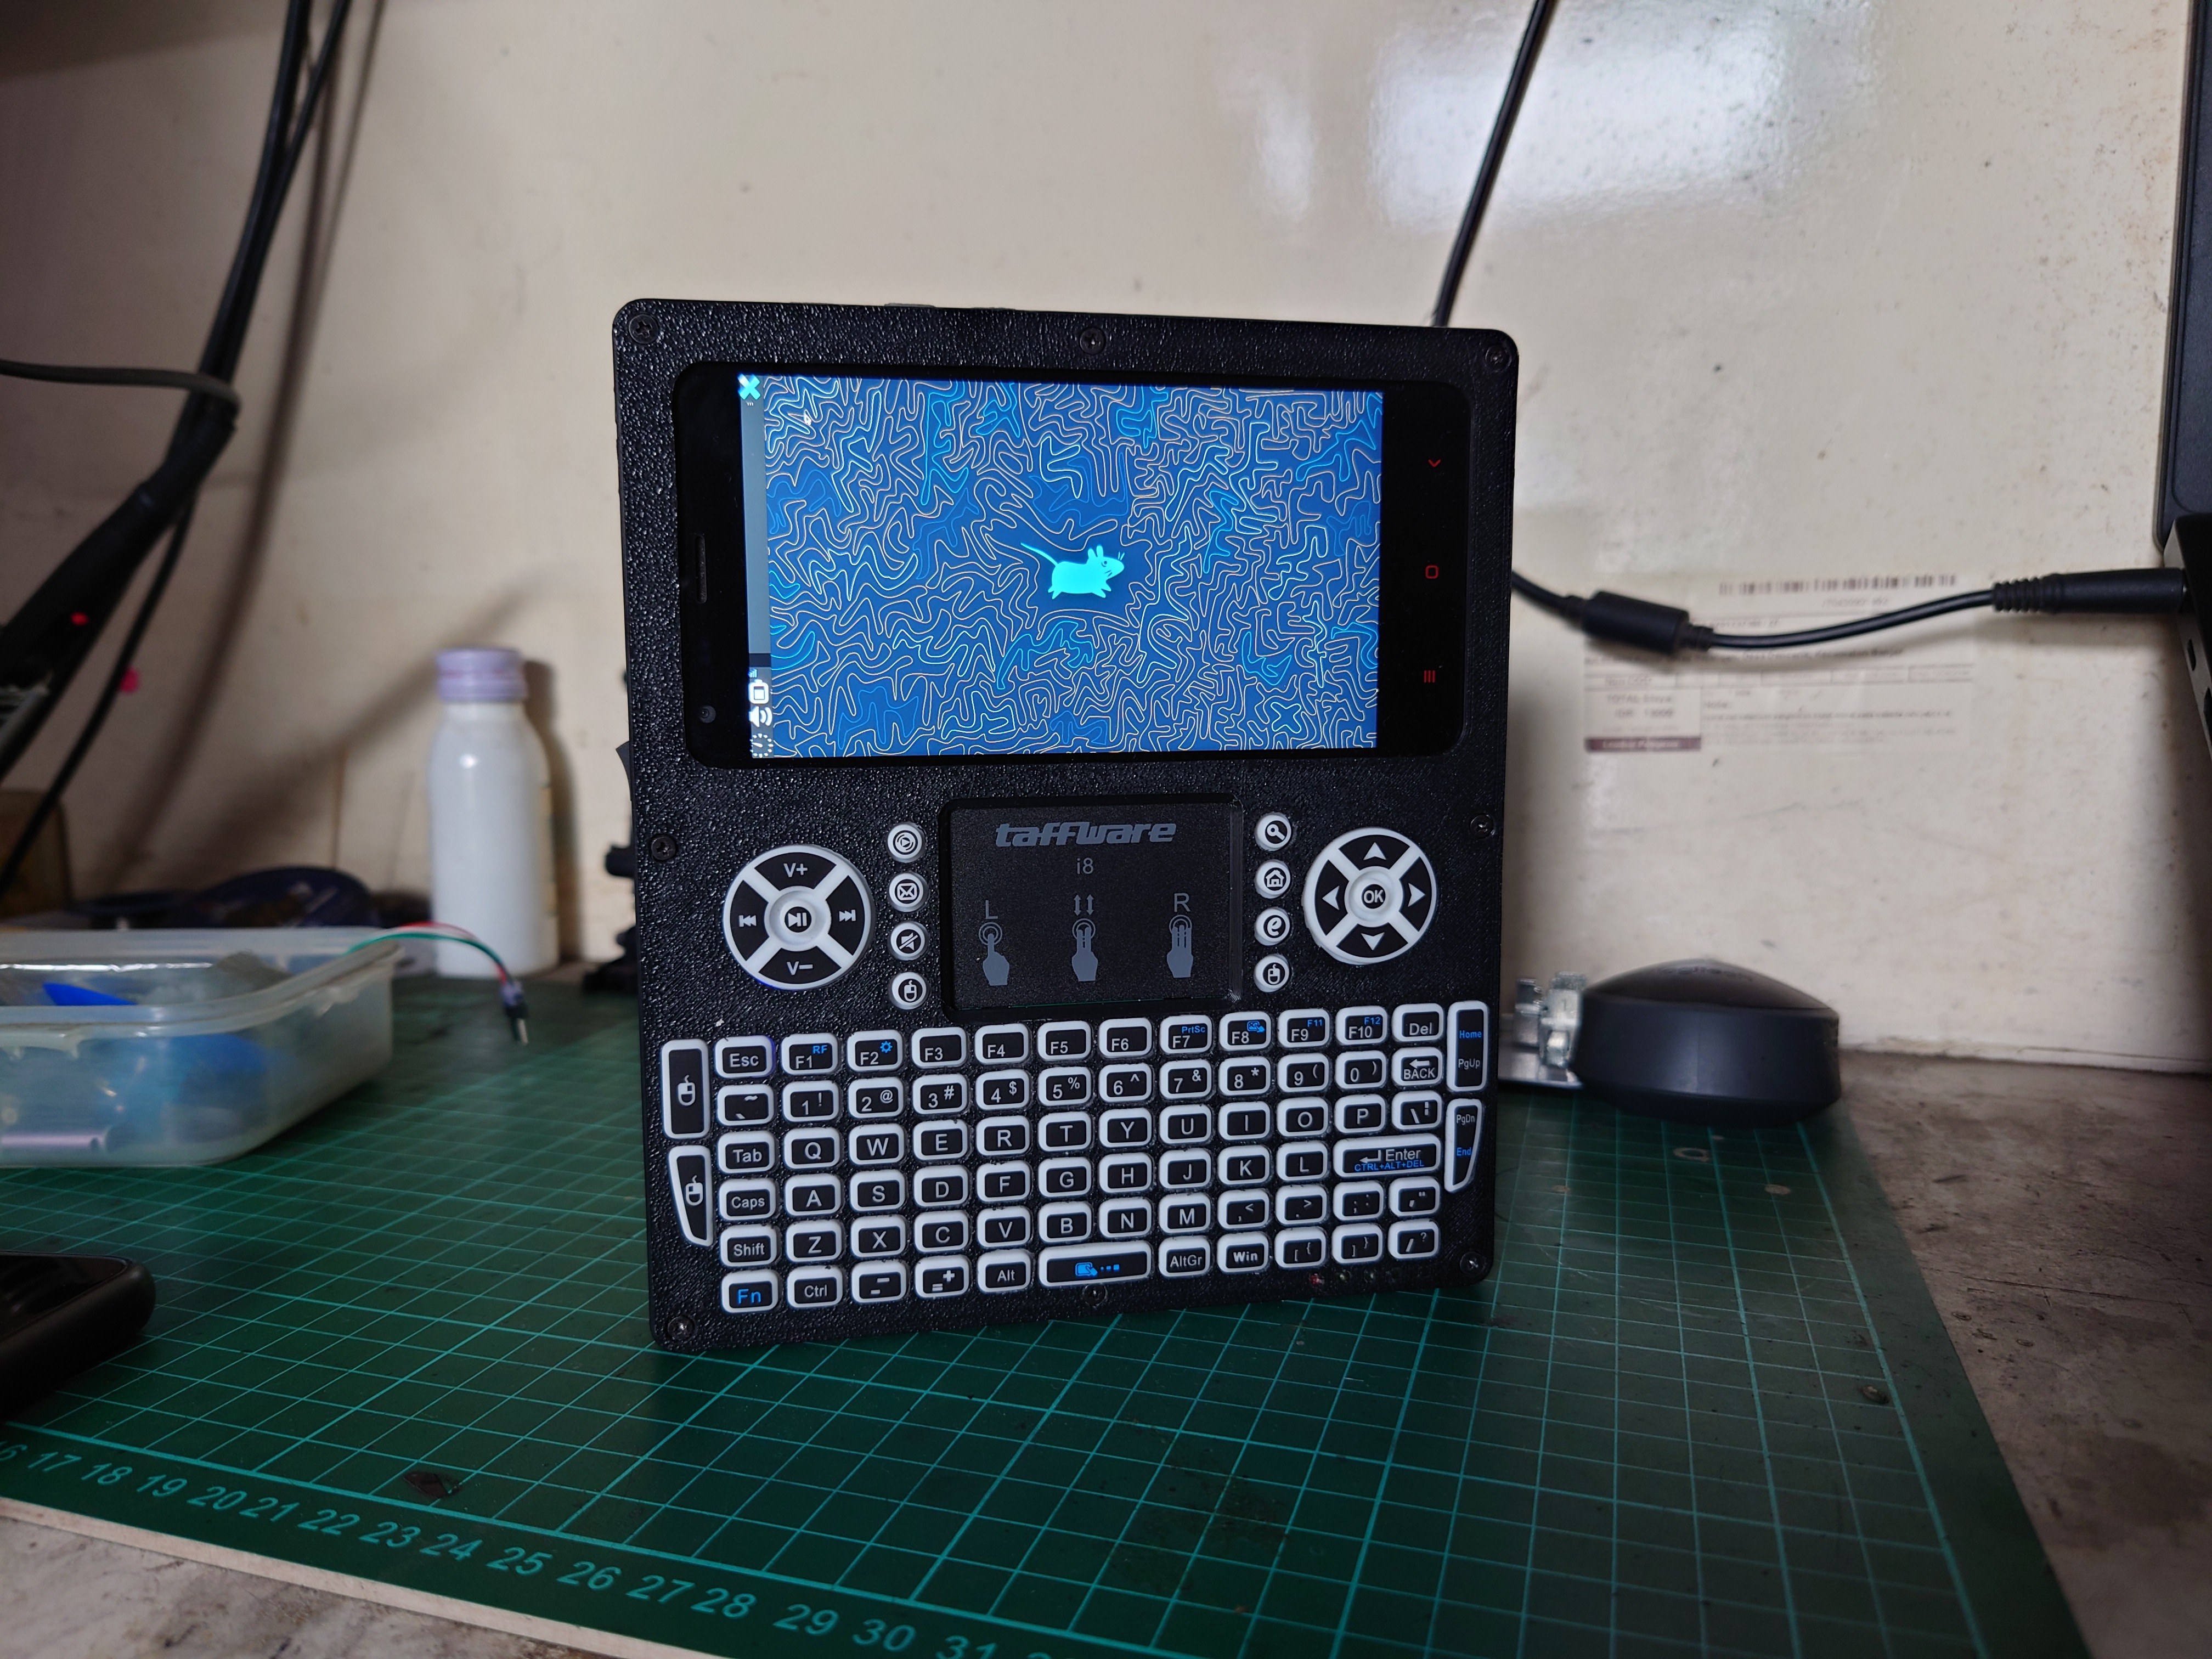 taffware
i8
L R
V+
V−
OK
Esc F1 RF F2 F3 F4 F5 F6 F7 PrtSc F8 F9 F11 F10 F12 Del
Home
PgUp
~ ` 1 ! 2 @ 3 # 4 $ 5 % 6 ^ 7 & 8 * 9 ( 0 ) BACK
Tab Q W E R T Y U I O P \ ¦
PgDn
End
Caps A S D F G H J K L Enter
CTRL+ALT+DEL
Shift Z X C V B N M , < . > ; : ' "
Fn Ctrl - = + Alt AltGr Win [ { ] } / ?
TOTAL
16 17 18 19 20 21 22 23 24 25 26 27 28 29 30 31